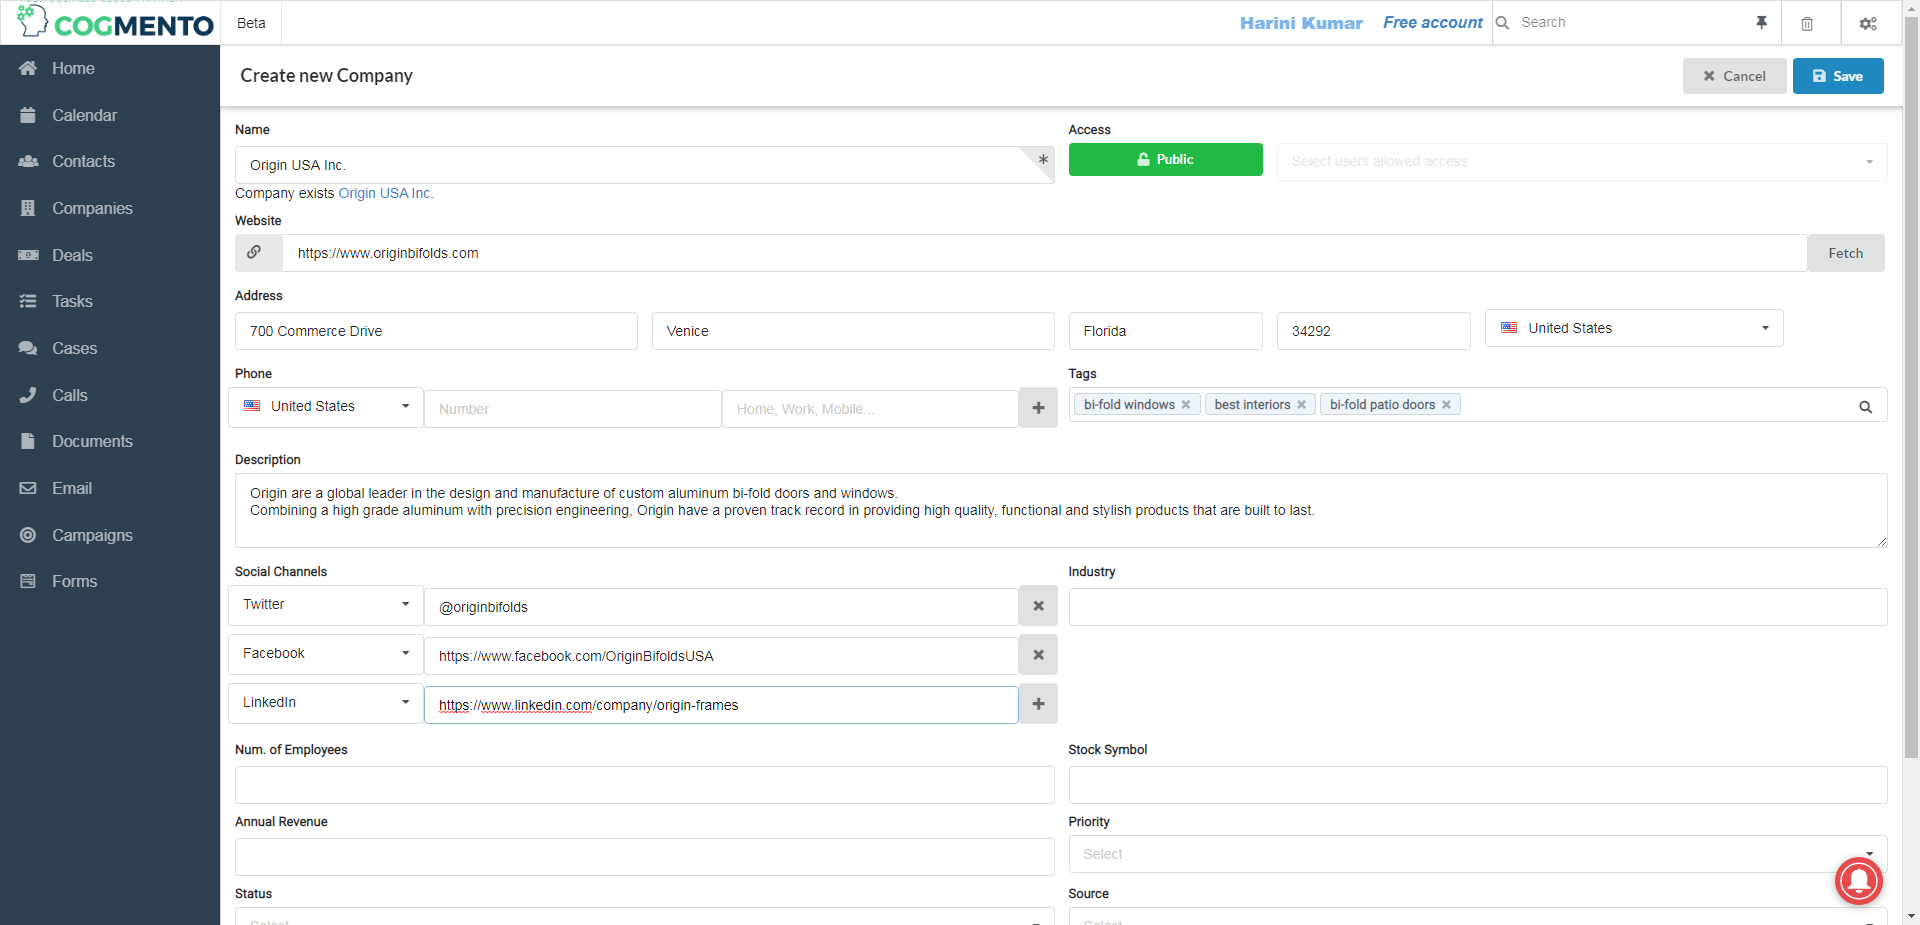 COGMENTO
Beta
Harini Kumar
Free account
Search
Home
Calendar
Contacts
Companies
Deals
Tasks
Cases
Calls
Documents
Email
Campaigns
Forms
Create new Company
Cancel
Save
Name
Origin USA Inc.
*
Company exists Origin USA Inc.
Access
Public
Select users allowed access
Website
https://www.originbifolds.com
Fetch
Address
700 Commerce Drive
Venice
Florida
34292
United States
Phone
United States
Number
Home, Work, Mobile...
Tags
bi-fold windows
best interiors
bi-fold patio doors
Description
Origin are a global leader in the design and manufacture of custom aluminum bi-fold doors and windows.
Combining a high grade aluminum with precision engineering, Origin have a proven track record in providing high quality, functional and stylish products that are built to last.
Social Channels
Twitter
@originbifolds
Facebook
https://www.facebook.com/OriginBifoldsUSA
LinkedIn
https://www.linkedin.com/company/origin-frames
Industry
Num. of Employees
Stock Symbol
Annual Revenue
Priority
Select
Status
Select
Source
Select